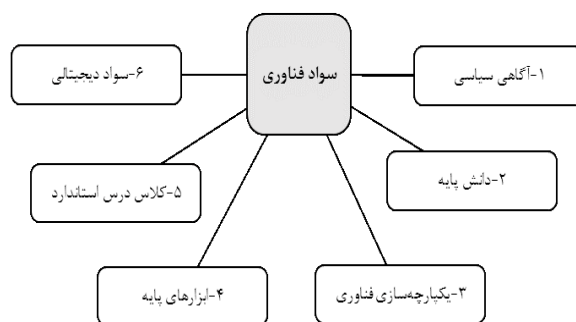 سواد فناوری
۱-آگاهی سیاسی
۲-دانش پایه
۳-یکپارچه‌سازی فناوری
۴-ابزارهای پایه
۵-کلاس درس استاندارد
۶-سواد دیجیتالی